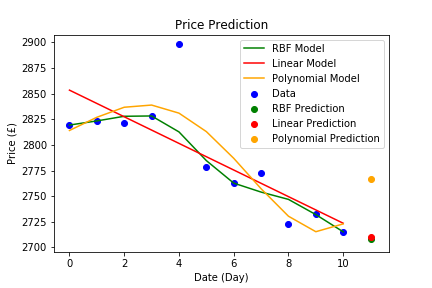 Price Prediction
Price (£)
2900
2875
2850
2825
2800
2775
2750
2725
2700
RBF Model
Linear Model
Polynomial Model
Data
RBF Prediction
Linear Prediction
Polynomial Prediction
0 2 4 6 8 10
Date (Day)